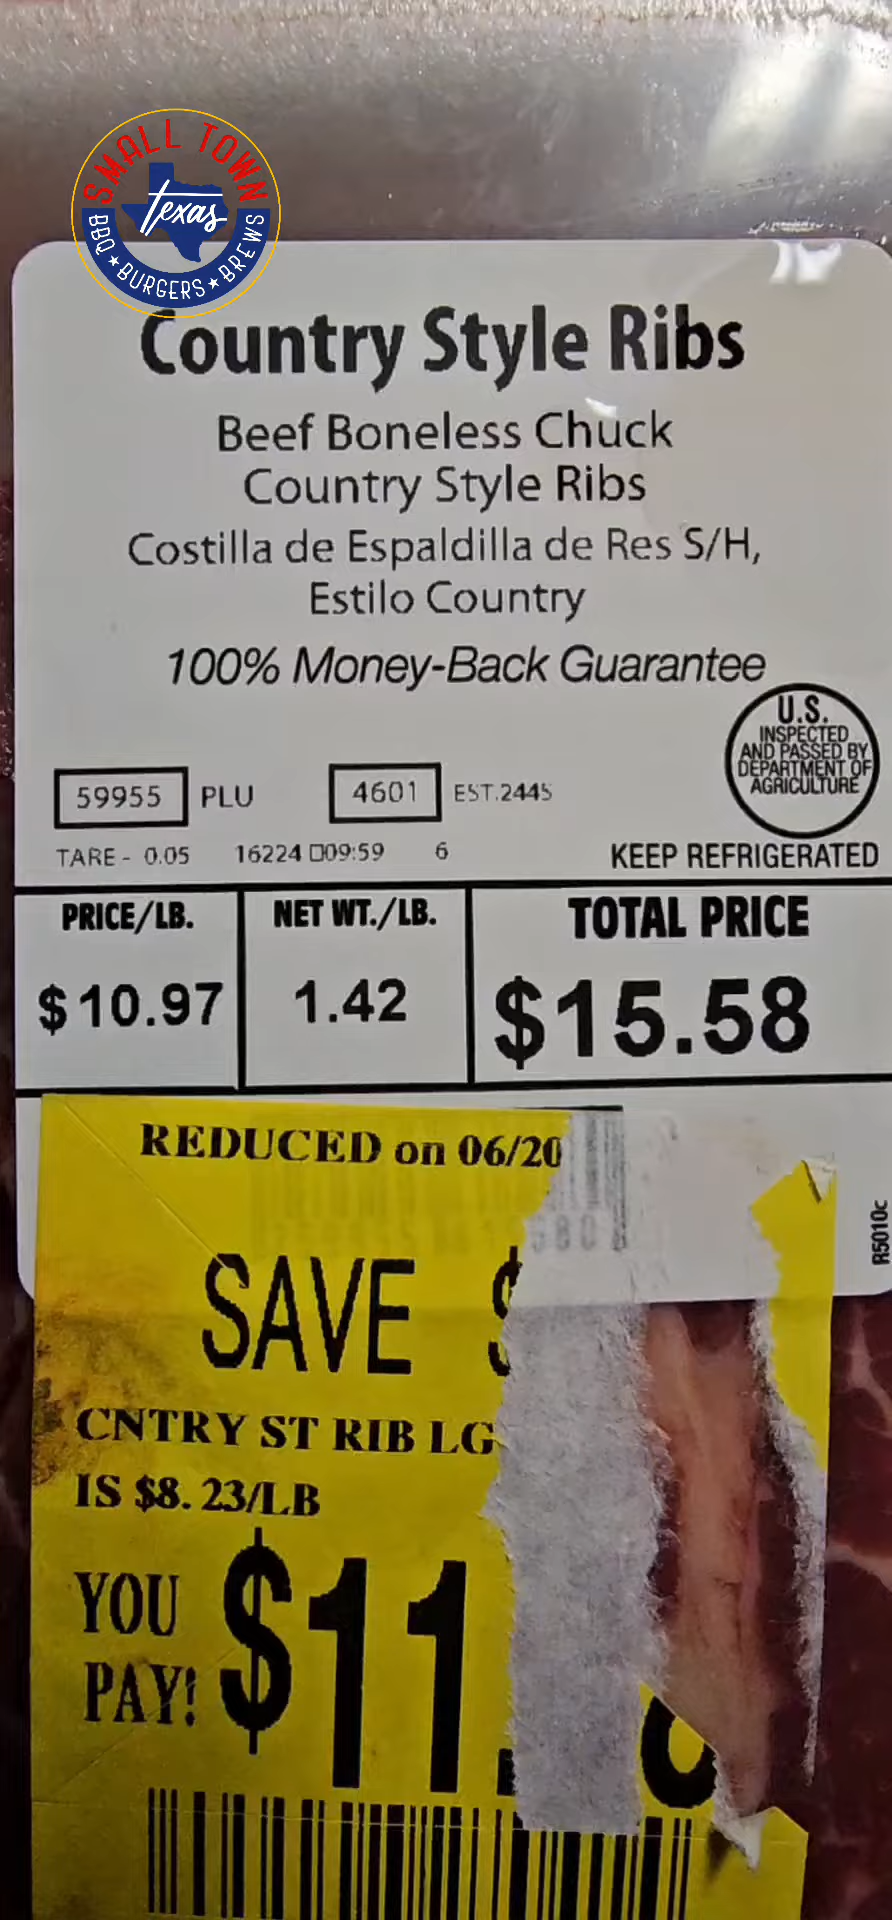 SMALL TOWN
Texas
BBQ ★ BURGERS ★ BREWS
Country Style Ribs
Beef Boneless Chuck
Country Style Ribs
Costilla de Espaldilla de Res S/H,
Estilo Country
100% Money-Back Guarantee
U.S.
INSPECTED
AND PASSED BY
DEPARTMENT OF
AGRICULTURE
59955 PLU 4601 EST.2445
TARE - 0.05 16224 09:59 6
KEEP REFRIGERATED
PRICE/LB. NET WT./LB. TOTAL PRICE
$10.97 1.42 $15.58
REDUCED on 06/20
R5010c
SAVE $
CNTRY ST RIB LG
IS $8.23/LB
YOU
PAY! $11